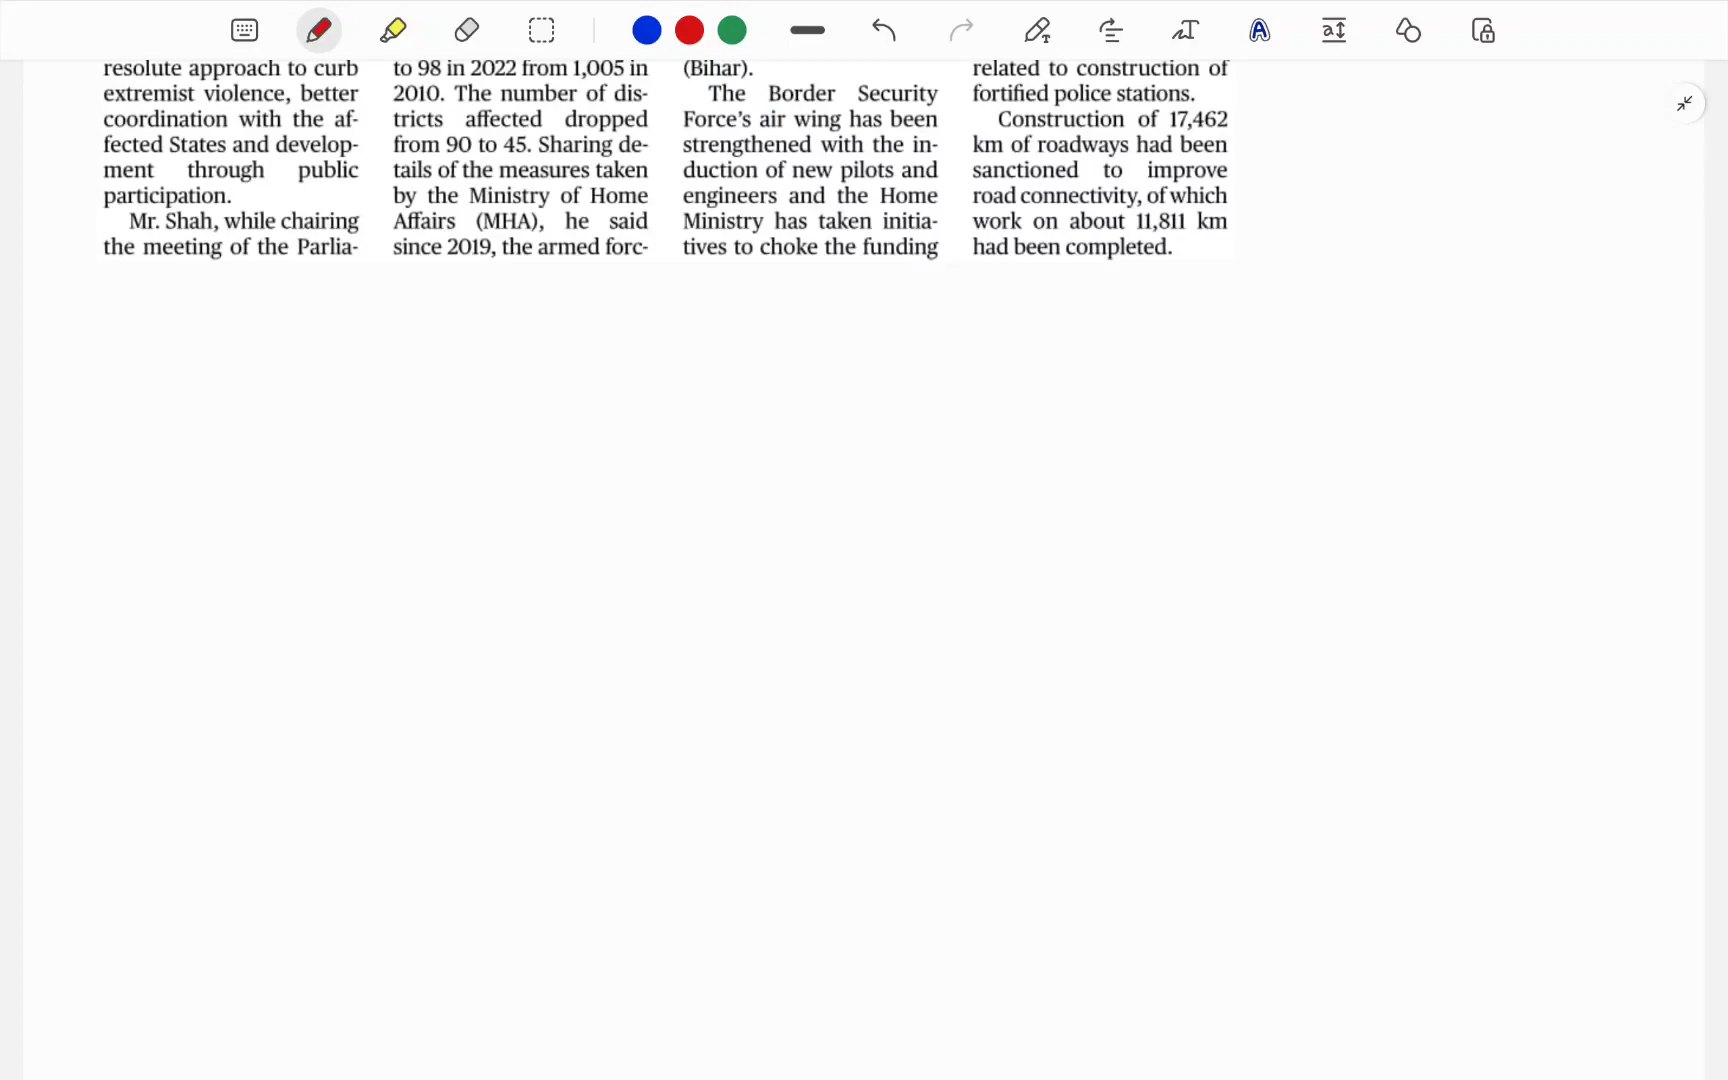 resolute approach to curb
extremist violence, better
coordination with the af-
fected States and develop-
ment through public
participation.
Mr. Shah, while chairing
the meeting of the Parlia-
to 98 in 2022 from 1,005 in
2010. The number of dis-
tricts affected dropped
from 90 to 45. Sharing de-
tails of the measures taken
by the Ministry of Home
Affairs (MHA), he said
since 2019, the armed forc-
(Bihar).
The Border Security
Force’s air wing has been
strengthened with the in-
duction of new pilots and
engineers and the Home
Ministry has taken initia-
tives to choke the funding
related to construction of
fortified police stations.
Construction of 17,462
km of roadways had been
sanctioned to improve
road connectivity, of which
work on about 11,811 km
had been completed.